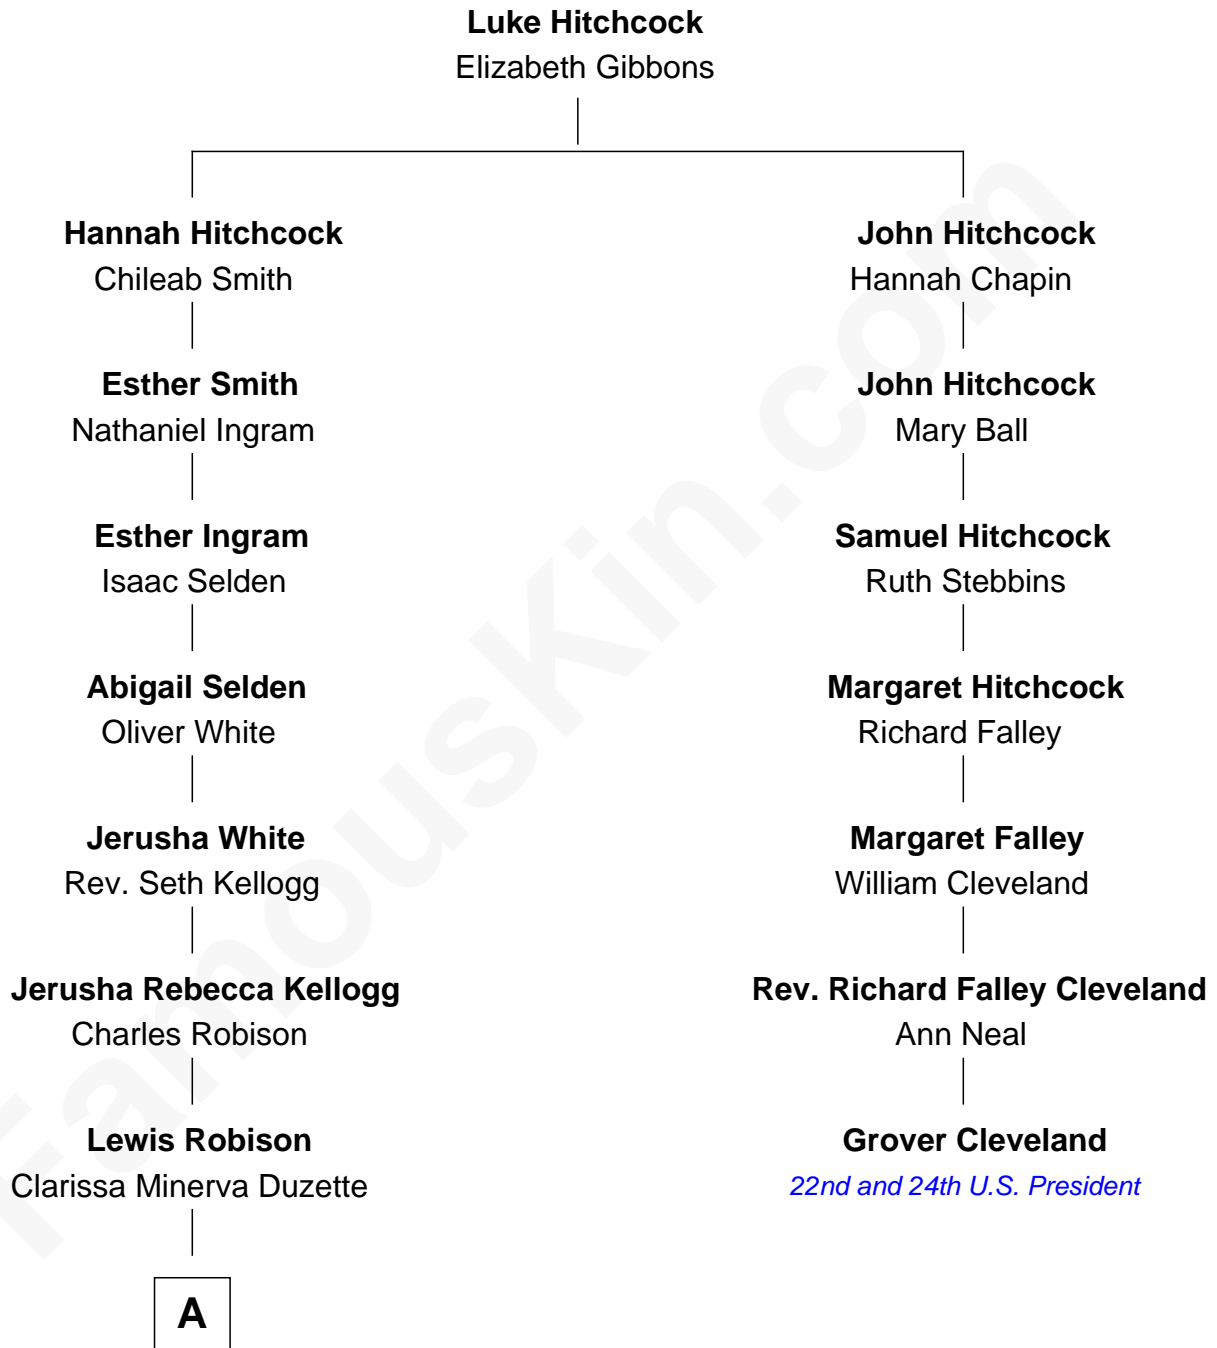 Luke Hitchcock
Elizabeth Gibbons
Hannah Hitchcock
Chileab Smith
Esther Smith
Nathaniel Ingram
Esther Ingram
Isaac Selden
Abigail Selden
Oliver White
Jerusha White
Rev. Seth Kellogg
Jerusha Rebecca Kellogg
Charles Robison
Lewis Robison
Clarissa Minerva Duzette
A
John Hitchcock
Hannah Chapin
John Hitchcock
Mary Ball
Samuel Hitchcock
Ruth Stebbins
Margaret Hitchcock
Richard Falley
Margaret Falley
William Cleveland
Rev. Richard Falley Cleveland
Ann Neal
Grover Cleveland
22nd and 24th U.S. President
FamousKin.com